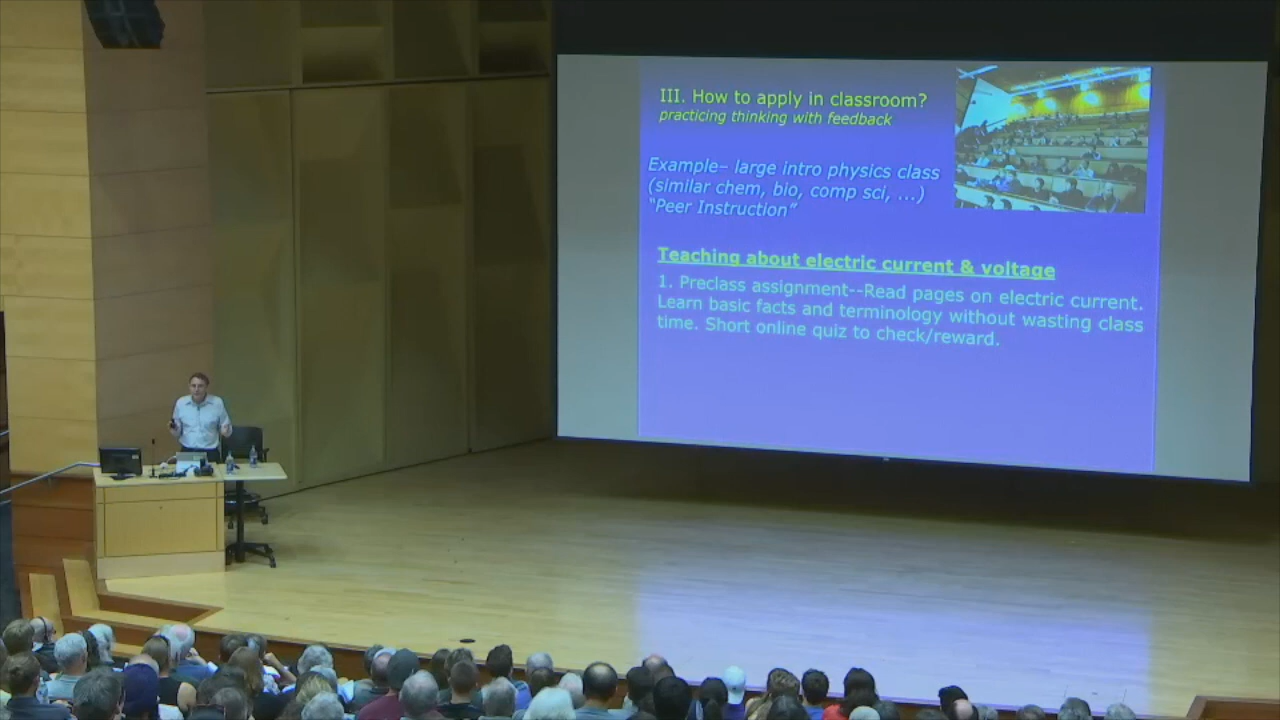 III. How to apply in classroom?
practicing thinking with feedback
Example– large intro physics class
(similar chem, bio, comp sci, ...)
“Peer Instruction”
Teaching about electric current & voltage
1. Preclass assignment--Read pages on electric current.
Learn basic facts and terminology without wasting class
time. Short online quiz to check/reward.